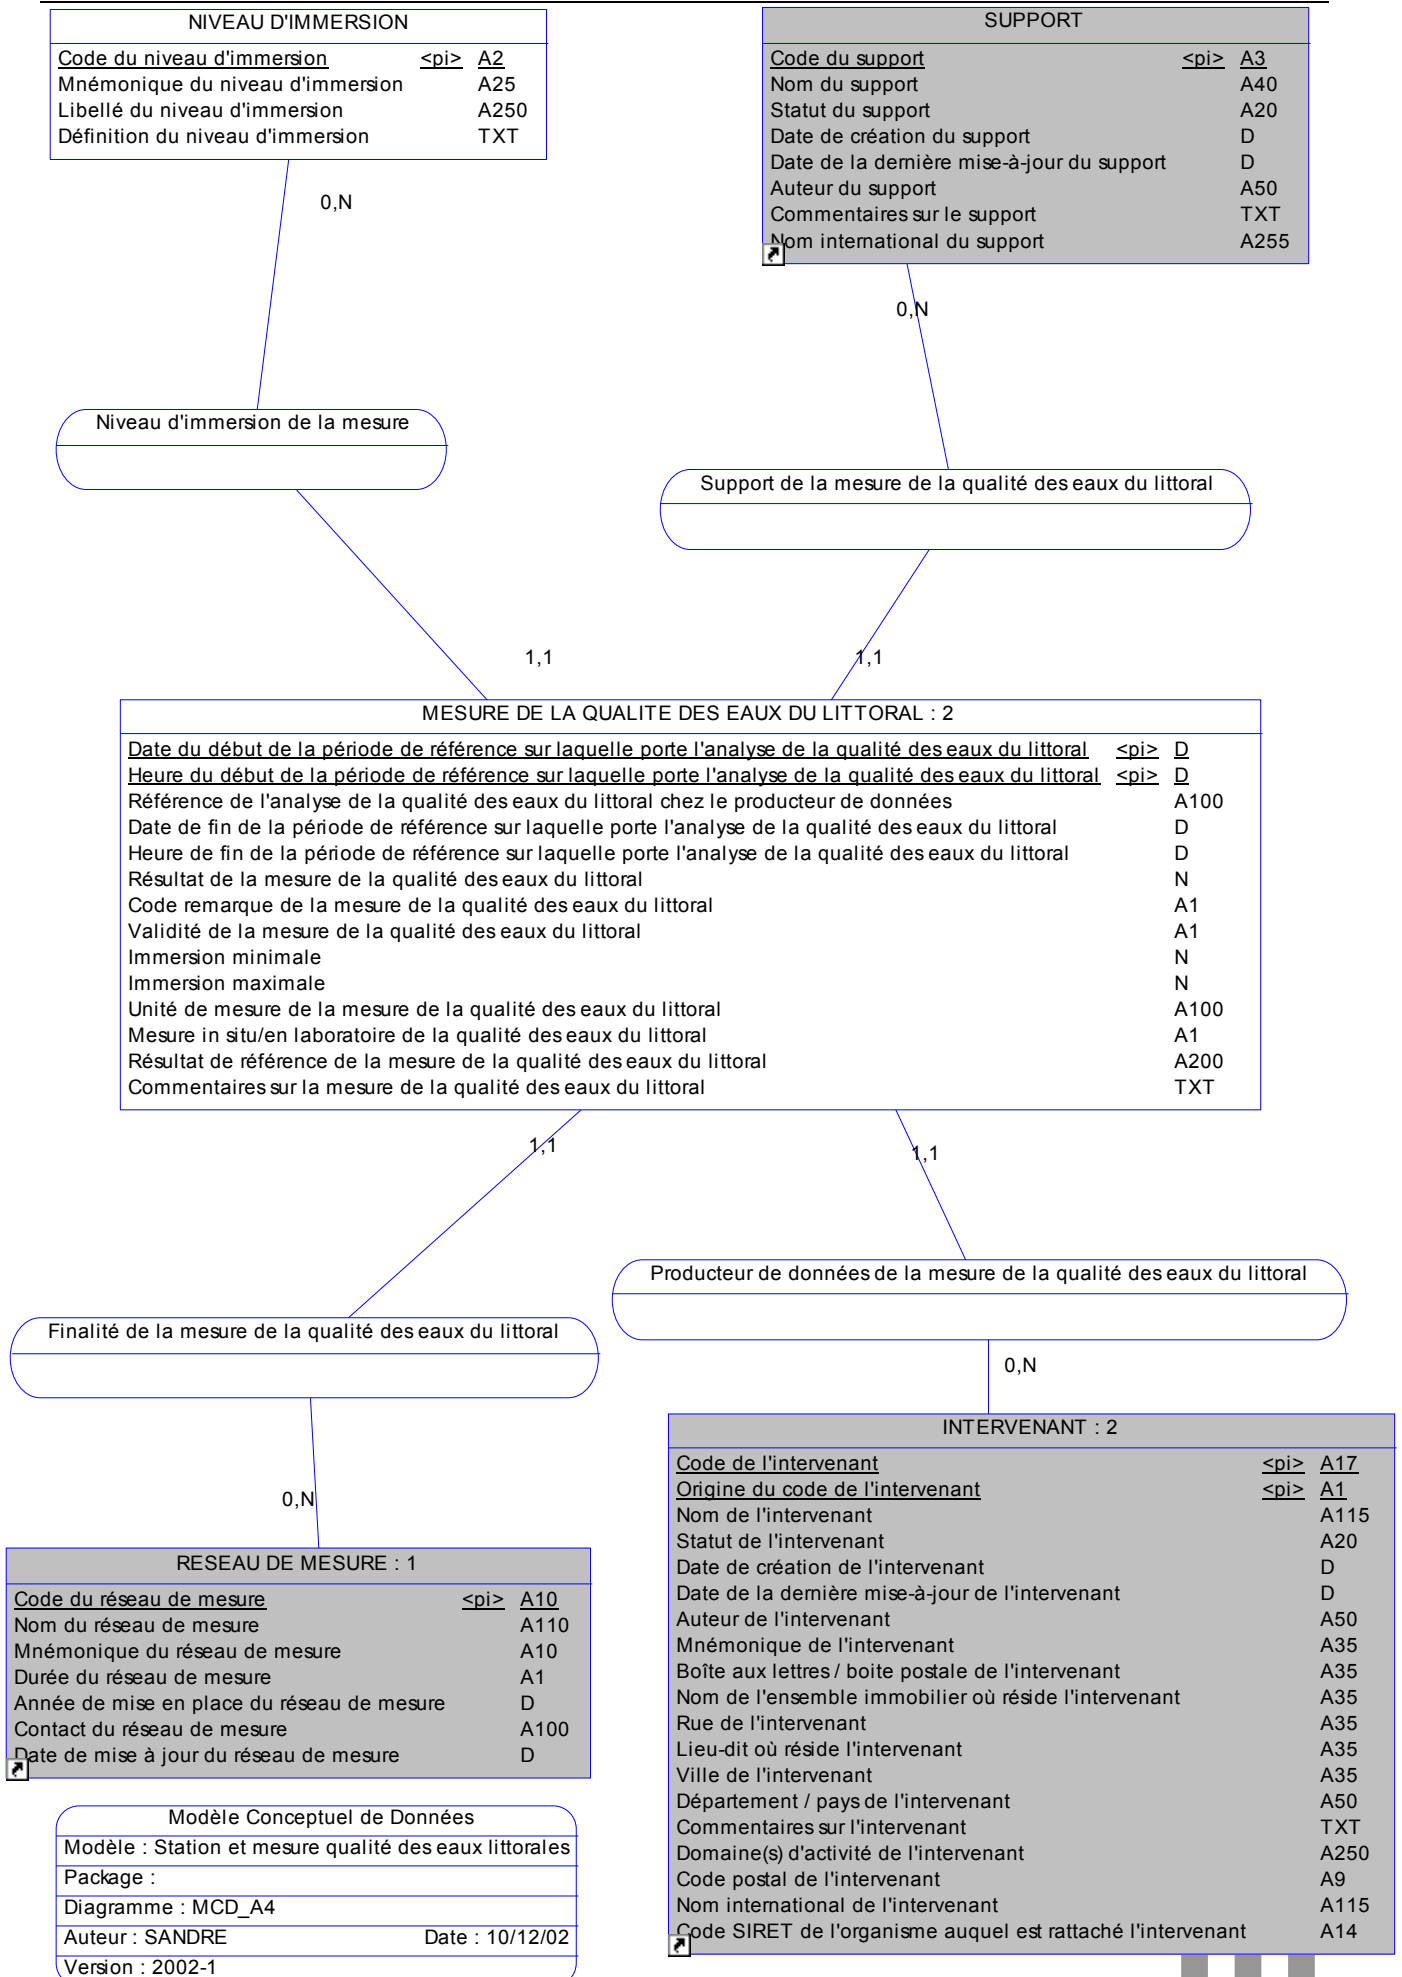 NIVEAU D'IMMERSION
Code du niveau d'immersion <pi> A2
Mnémonique du niveau d'immersion A25
Libellé du niveau d'immersion A250
Définition du niveau d'immersion TXT
SUPPORT
Code du support <pi> A3
Nom du support A40
Statut du support A20
Date de création du support D
Date de la dernière mise-à-jour du support D
Auteur du support A50
Commentaires sur le support TXT
Nom international du support A255
0,N
0,N
Niveau d'immersion de la mesure
Support de la mesure de la qualité des eaux du littoral
1,1
1,1
MESURE DE LA QUALITE DES EAUX DU LITTORAL : 2
Date du début de la période de référence sur laquelle porte l'analyse de la qualité des eaux du littoral <pi> D
Heure du début de la période de référence sur laquelle porte l'analyse de la qualité des eaux du littoral <pi> D
Référence de l'analyse de la qualité des eaux du littoral chez le producteur de données A100
Date de fin de la période de référence sur laquelle porte l'analyse de la qualité des eaux du littoral D
Heure de fin de la période de référence sur laquelle porte l'analyse de la qualité des eaux du littoral D
Résultat de la mesure de la qualité des eaux du littoral N
Code remarque de la mesure de la qualité des eaux du littoral A1
Validité de la mesure de la qualité des eaux du littoral A1
Immersion minimale N
Immersion maximale N
Unité de mesure de la mesure de la qualité des eaux du littoral A100
Mesure in situ/en laboratoire de la qualité des eaux du littoral A1
Résultat de référence de la mesure de la qualité des eaux du littoral A200
Commentaires sur la mesure de la qualité des eaux du littoral TXT
1,1
1,1
Producteur de données de la mesure de la qualité des eaux du littoral
Finalité de la mesure de la qualité des eaux du littoral
0,N
0,N
INTERVENANT : 2
Code de l'intervenant <pi> A17
Origine du code de l'intervenant <pi> A1
Nom de l'intervenant A115
Statut de l'intervenant A20
Date de création de l'intervenant D
Date de la dernière mise-à-jour de l'intervenant D
Auteur de l'intervenant A50
Mnémonique de l'intervenant A35
Boîte aux lettres / boite postale de l'intervenant A35
Nom de l'ensemble immobilier où réside l'intervenant A35
Rue de l'intervenant A35
Lieu-dit où réside l'intervenant A35
Ville de l'intervenant A35
Département / pays de l'intervenant A50
Commentaires sur l'intervenant TXT
Domaine(s) d'activité de l'intervenant A250
Code postal de l'intervenant A9
Nom international de l'intervenant A115
Code SIRET de l'organisme auquel est rattaché l'intervenant A14
RESEAU DE MESURE : 1
Code du réseau de mesure <pi> A10
Nom du réseau de mesure A110
Mnémonique du réseau de mesure A10
Durée du réseau de mesure A1
Année de mise en place du réseau de mesure D
Contact du réseau de mesure A100
Date de mise à jour du réseau de mesure D
Modèle Conceptuel de Données
Modèle : Station et mesure qualité des eaux littorales
Package :
Diagramme : MCD_A4
Auteur : SANDRE Date : 10/12/02
Version : 2002-1